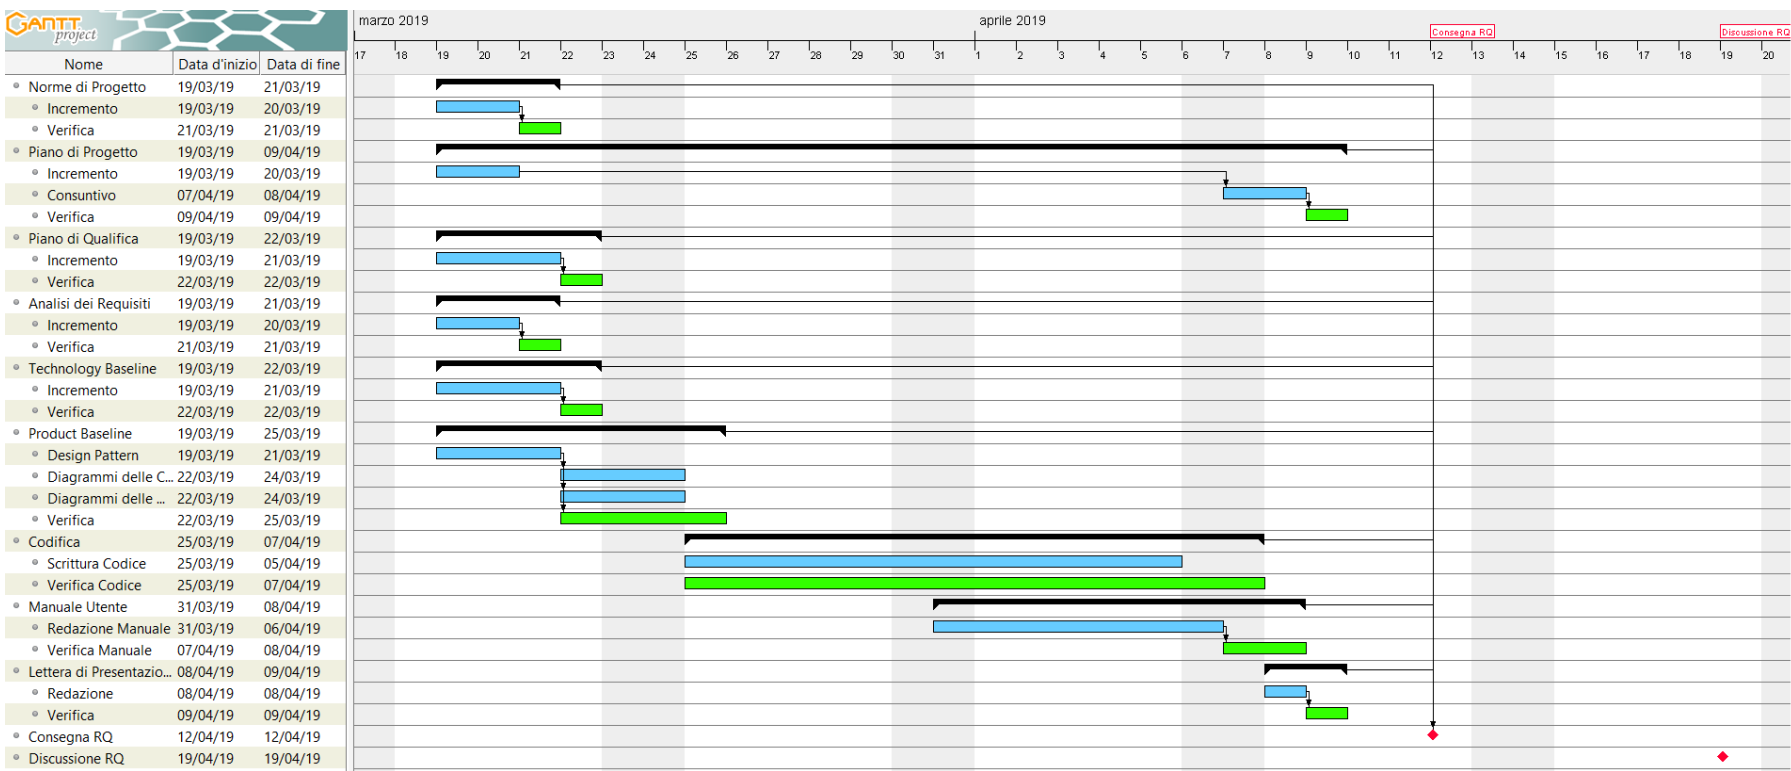 GANTT project
marzo 2019
aprile 2019
Consegna RQ
Discussione RQ
17 18 19 20 21 22 23 24 25 26 27 28 29 30 31 1 2 3 4 5 6 7 8 9 10 11 12 13 14 15 16 17 18 19 20
Nome Data d'inizio Data di fine
Norme di Progetto 19/03/19 21/03/19
Incremento 19/03/19 20/03/19
Verifica 21/03/19 21/03/19
Piano di Progetto 19/03/19 09/04/19
Incremento 19/03/19 20/03/19
Consuntivo 07/04/19 08/04/19
Verifica 09/04/19 09/04/19
Piano di Qualifica 19/03/19 22/03/19
Incremento 19/03/19 21/03/19
Verifica 22/03/19 22/03/19
Analisi dei Requisiti 19/03/19 21/03/19
Incremento 19/03/19 20/03/19
Verifica 21/03/19 21/03/19
Technology Baseline 19/03/19 22/03/19
Incremento 19/03/19 21/03/19
Verifica 22/03/19 22/03/19
Product Baseline 19/03/19 25/03/19
Design Pattern 19/03/19 21/03/19
Diagrammi delle C... 22/03/19 24/03/19
Diagrammi delle ... 22/03/19 24/03/19
Verifica 22/03/19 25/03/19
Codifica 25/03/19 07/04/19
Scrittura Codice 25/03/19 05/04/19
Verifica Codice 25/03/19 07/04/19
Manuale Utente 31/03/19 08/04/19
Redazione Manuale 31/03/19 06/04/19
Verifica Manuale 07/04/19 08/04/19
Lettera di Presentazio... 08/04/19 09/04/19
Redazione 08/04/19 08/04/19
Verifica 09/04/19 09/04/19
Consegna RQ 12/04/19 12/04/19
Discussione RQ 19/04/19 19/04/19